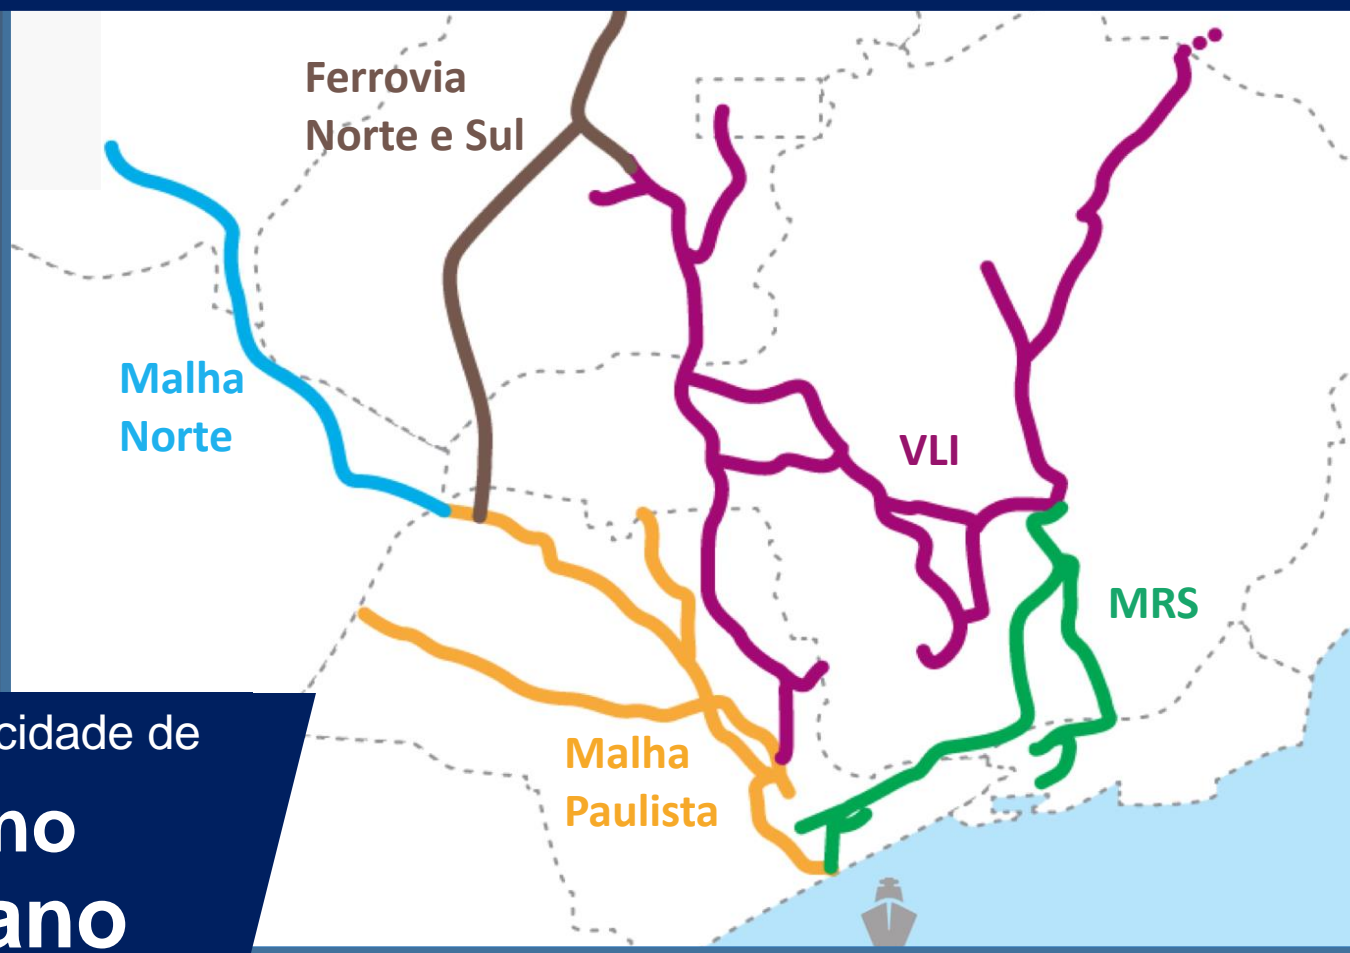 Ferrovia
Norte e Sul
Malha
Norte
VLI
MRS
Malha
Paulista
cidade de
no
ano